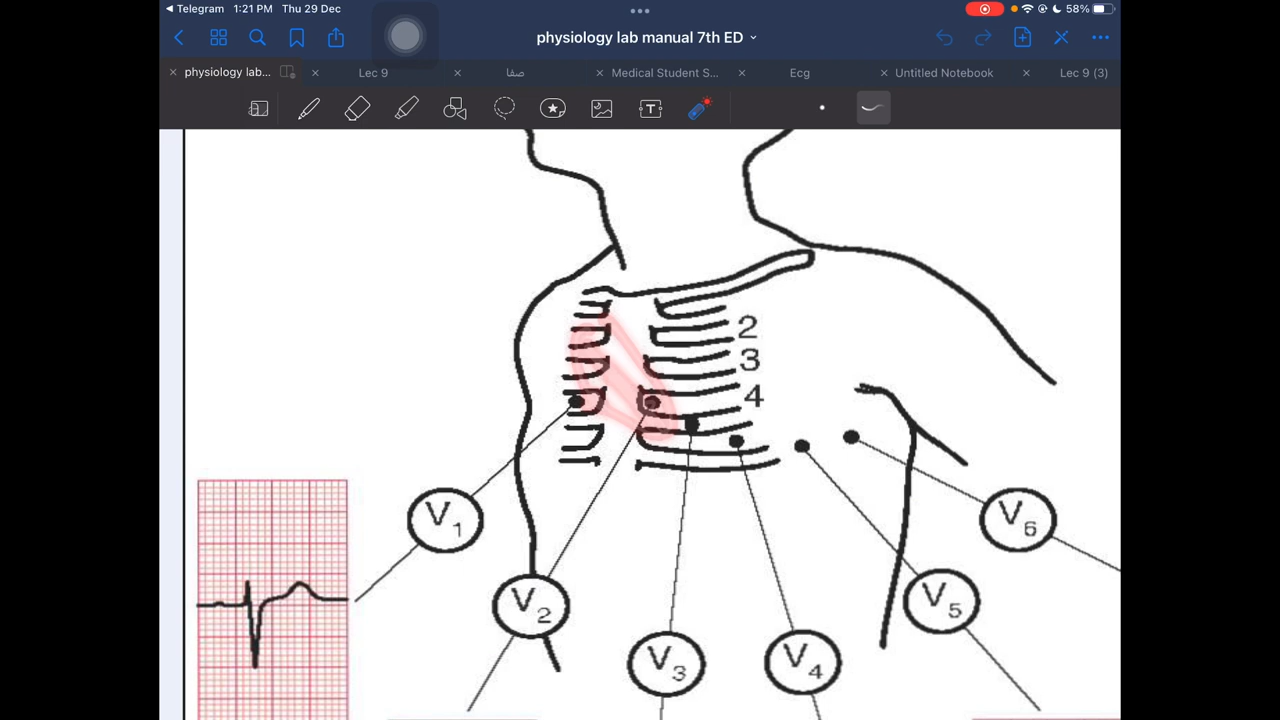 Telegram 1:21 PM Thu 29 Dec 58%
physiology lab manual 7th ED
physiology lab... Lec 9 صفا Medical Student S... Ecg Untitled Notebook Lec 9 (3)
2
3
4
V1
V6
V2
V5
V3
V4